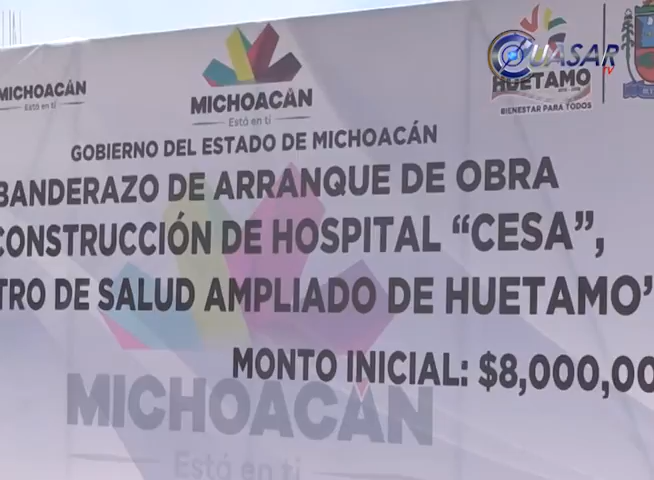 MICHOACÁN
Está en ti
MICHOACÁN
Está en ti
QUASAR
TV
HUETAMO
BIENESTAR PARA TODOS
GOBIERNO DEL ESTADO DE MICHOACÁN
BANDERAZO DE ARRANQUE DE OBRA
CONSTRUCCIÓN DE HOSPITAL “CESA”,
TRO DE SALUD AMPLIADO DE HUETAMO”
MONTO INICIAL: $8,000,00
MICHOACÁN
Está en ti